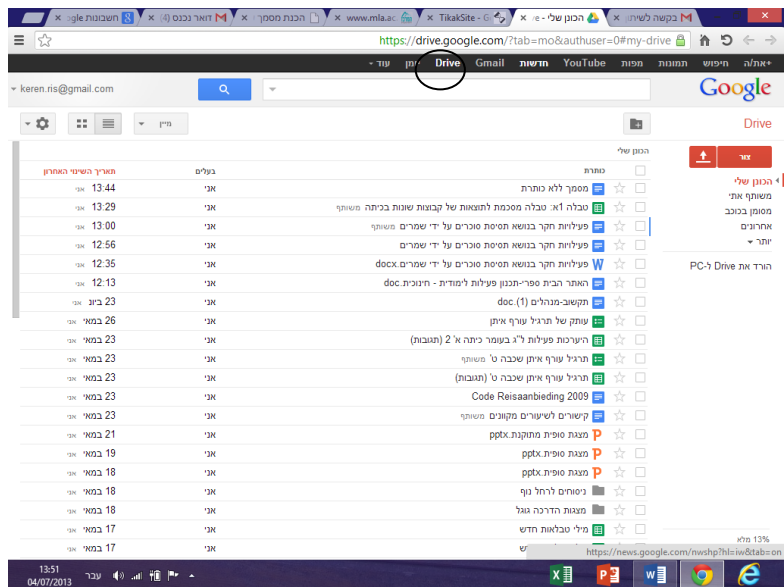 בקשה לשיתוף
הכונן שלי - ‎re
TikakSite - G
www.mla.ac
הכנת מסמך
דואר נכנס (4)
חשבונות gle
https://drive.google.com/?tab=mo&authuser=0#my-drive
+את/ה חיפוש תמונות מפות YouTube חדשות Gmail Drive יומן עוד
Google
keren.ris@gmail.com
Drive
מיין
צור
הכונן שלי
משותף אתי
מסומן בכוכב
אחרונים
יותר
הורד את Drive ל-PC
הכונן שלי
כותרת בעלים תאריך השינוי האחרון
מסמך ללא כותרת אני 13:44 אני
טבלה 1א: טבלה מסכמת לתוצאות של קבוצות שונות בכיתה משותף אני 13:29 אני
פעילויות חקר בנושא תסיסת סוכרים על ידי שמרים משותף אני 13:00 אני
פעילויות חקר בנושא תסיסת סוכרים על ידי שמרים אני 12:56 אני
פעילויות חקר בנושא תסיסת סוכרים על ידי שמרים.docx אני 12:35 אני
האתר הבית ספרי-תכנון פעילות לימודית - חינוכית.doc אני 12:13 אני
תקשוב-מנהלים (1).doc אני 23 ביונ אני
עותק של תרגיל עורף איתן אני 26 במאי אני
היערכות פעילות ל"ג בעומר כיתה א' 2 (תגובות) אני 23 במאי אני
תרגיל עורף איתן שכבה ט' משותף אני 23 במאי אני
תרגיל עורף איתן שכבה ט' (תגובות) אני 23 במאי אני
Code Reisaanbieding 2009 אני 23 במאי אני
קישורים לשיעורים מקוונים משותף אני 23 במאי אני
מצגת סופית מתוקנת.pptx אני 21 במאי אני
מצגת סופית.pptx אני 19 במאי אני
מצגת סופית.pptx אני 18 במאי אני
ניסוחים לרחל נוף אני 18 במאי אני
מצגות הדרכה גוגל אני 18 במאי אני
מילי טבלאות חדש אני 17 במאי אני
אני 17 במאי אני
13% מלא
https://news.google.com/nwshp?hl=iw&tab=on
עבר
13:51
04/07/2013